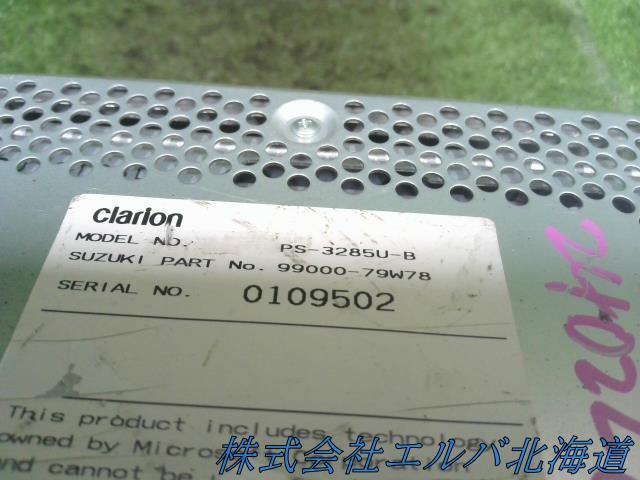 clarion
MODEL NO. PS-3285U-B
SUZUKI PART No. 99000-79W78
SERIAL NO. 0109502
This product includes technolog
owned by Micros
and cannot be
株式会社エルバ北海道